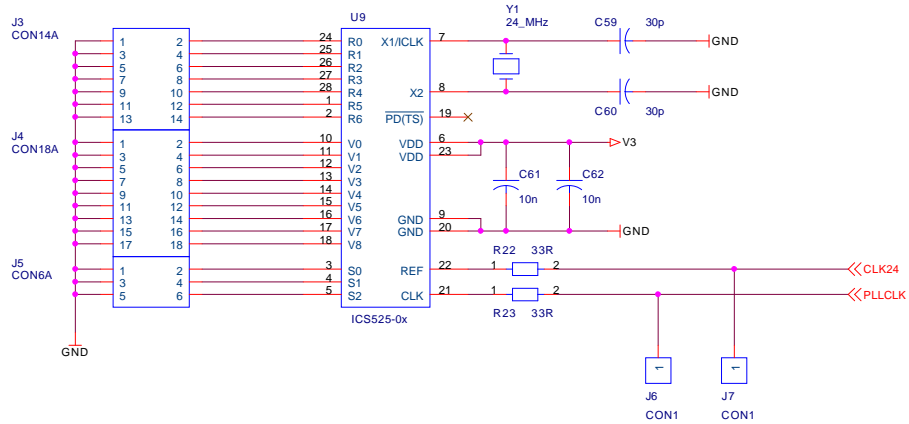 J3
CON14A
1 2
3 4
5 6
7 8
9 10
11 12
13 14
J4
CON18A
1 2
3 4
5 6
7 8
9 10
11 12
13 14
15 16
17 18
J5
CON6A
1 2
3 4
5 6
GND
U9
24 R0
25 R1
26 R2
27 R3
28 R4
1 R5
2 R6
10 V0
11 V1
12 V2
13 V3
14 V4
15 V5
16 V6
17 V7
18 V8
3 S0
4 S1
5 S2
X1/ICLK 7
X2 8
PD(TS) 19
VDD 6
VDD 23
GND 9
GND 20
REF 22
CLK 21
ICS525-0x
Y1
24_MHz
C59 30p
GND
GND
C60 30p
V3
C61
10n
C62
10n
GND
R22 33R
1 2
CLK24
1 2
PLLCLK
R23 33R
1
J6
CON1
1
J7
CON1